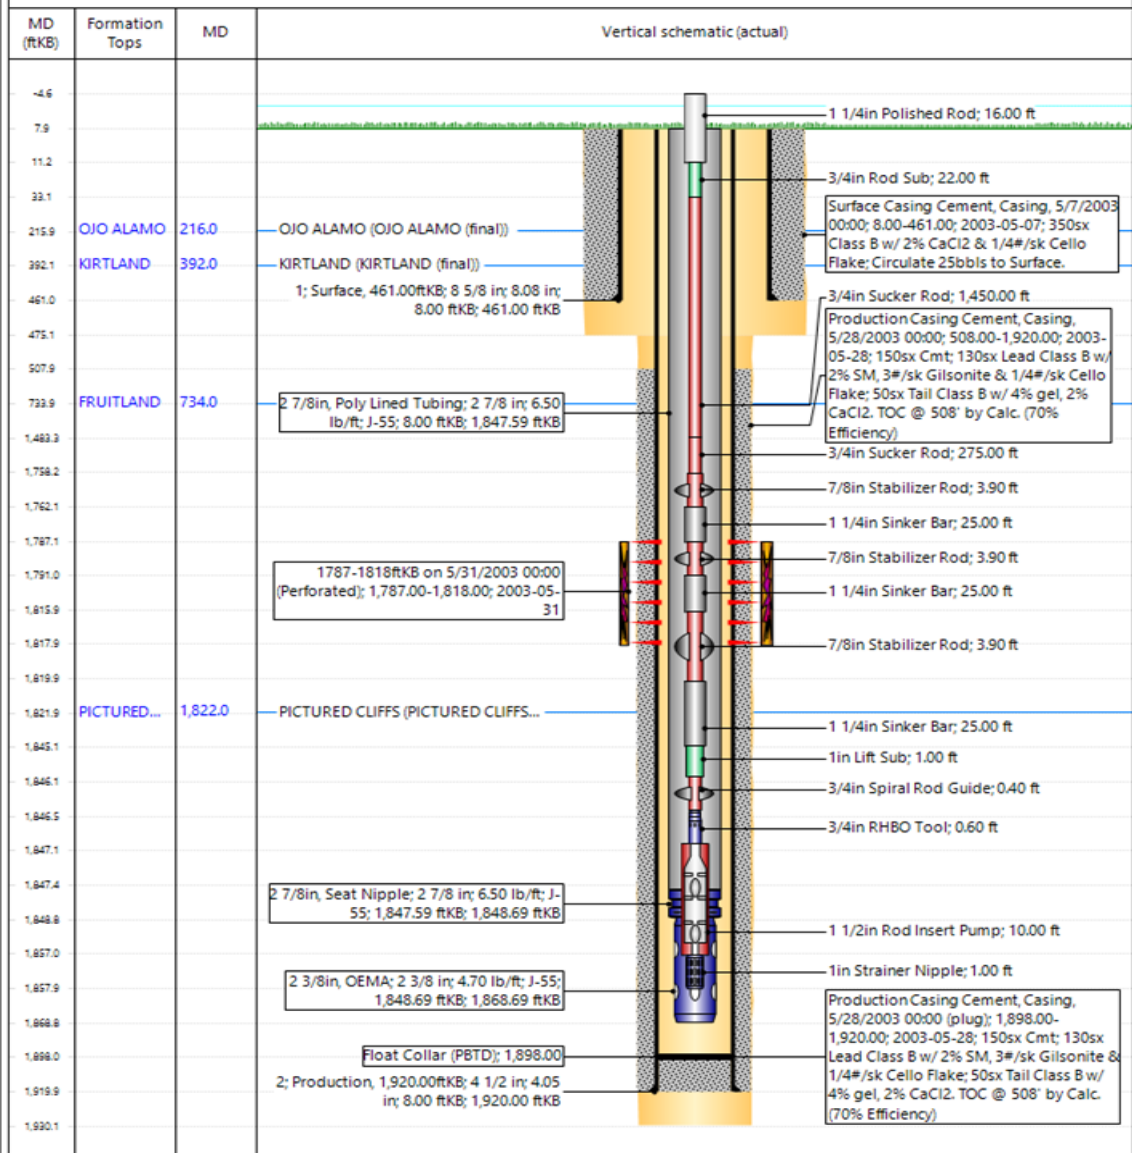 MD (ftKB)
Formation Tops
MD
Vertical schematic (actual)
-4.6
7.9
11.2
33.1
215.9
392.1
461.0
475.1
507.9
733.9
1,483.3
1,758.2
1,762.1
1,787.1
1,791.0
1,815.9
1,817.9
1,819.9
1,821.9
1,845.1
1,846.1
1,846.5
1,847.1
1,847.4
1,848.8
1,857.0
1,857.9
1,868.8
1,898.0
1,919.9
1,930.1
OJO ALAMO
216.0
KIRTLAND
392.0
FRUITLAND
734.0
PICTURED...
1,822.0
OJO ALAMO (OJO ALAMO (final))
KIRTLAND (KIRTLAND (final))
1; Surface, 461.00ftKB; 8 5/8 in; 8.08 in;
8.00 ftKB; 461.00 ftKB
2 7/8in, Poly Lined Tubing; 2 7/8 in; 6.50
lb/ft; J-55; 8.00 ftKB; 1,847.59 ftKB
1787-1818ftKB on 5/31/2003 00:00
(Perforated); 1,787.00-1,818.00; 2003-05-
31
PICTURED CLIFFS (PICTURED CLIFFS...
2 7/8in, Seat Nipple; 2 7/8 in; 6.50 lb/ft; J-
55; 1,847.59 ftKB; 1,848.69 ftKB
2 3/8in, OEMA; 2 3/8 in; 4.70 lb/ft; J-55;
1,848.69 ftKB; 1,868.69 ftKB
Float Collar (PBTD); 1,898.00
2; Production, 1,920.00ftKB; 4 1/2 in; 4.05
in; 8.00 ftKB; 1,920.00 ftKB
1 1/4in Polished Rod; 16.00 ft
3/4in Rod Sub; 22.00 ft
Surface Casing Cement, Casing, 5/7/2003
00:00; 8.00-461.00; 2003-05-07; 350sx
Class B w/ 2% CaCl2 & 1/4#/sk Cello
Flake; Circulate 25bbls to Surface.
3/4in Sucker Rod; 1,450.00 ft
Production Casing Cement, Casing,
5/28/2003 00:00; 508.00-1,920.00; 2003-
05-28; 150sx Cmt; 130sx Lead Class B w/
2% SM, 3#/sk Gilsonite & 1/4#/sk Cello
Flake; 50sx Tail Class B w/ 4% gel, 2%
CaCl2. TOC @ 508' by Calc. (70%
Efficiency)
3/4in Sucker Rod; 275.00 ft
7/8in Stabilizer Rod; 3.90 ft
1 1/4in Sinker Bar; 25.00 ft
7/8in Stabilizer Rod; 3.90 ft
1 1/4in Sinker Bar; 25.00 ft
7/8in Stabilizer Rod; 3.90 ft
1 1/4in Sinker Bar; 25.00 ft
1in Lift Sub; 1.00 ft
3/4in Spiral Rod Guide; 0.40 ft
3/4in RHBO Tool; 0.60 ft
1 1/2in Rod Insert Pump; 10.00 ft
1in Strainer Nipple; 1.00 ft
Production Casing Cement, Casing,
5/28/2003 00:00 (plug); 1,898.00-
1,920.00; 2003-05-28; 150sx Cmt; 130sx
Lead Class B w/ 2% SM, 3#/sk Gilsonite &
1/4#/sk Cello Flake; 50sx Tail Class B w/
4% gel, 2% CaCl2. TOC @ 508' by Calc.
(70% Efficiency)